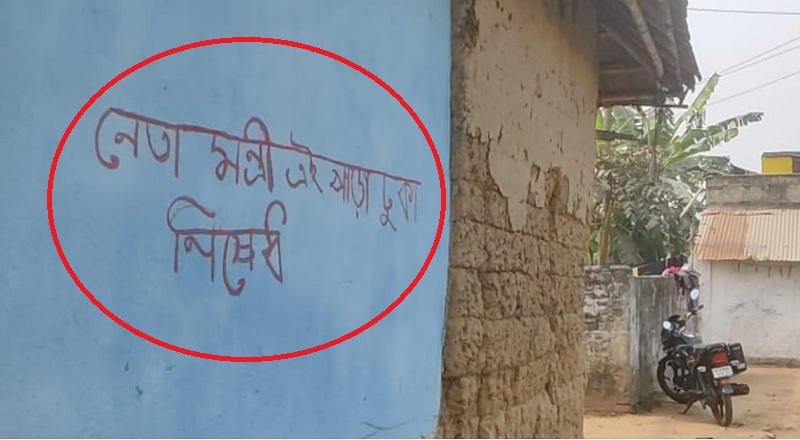 নেতা মন্ত্রী এই পাড়া ঢুকা
নিষেধ